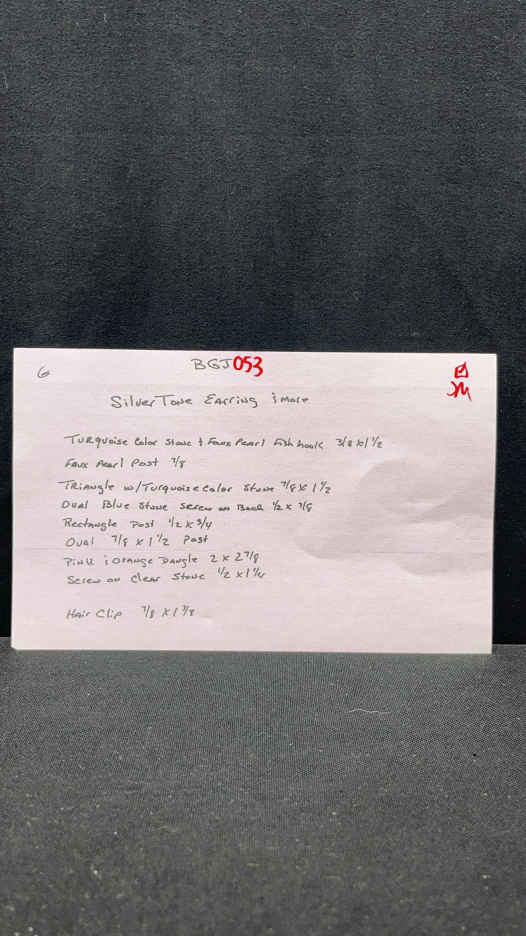 G
BGJ053
JM
Silver Tone Earring & more
Turquoise Color Stone & Faux Pearl Fish hook 3/8 x 1 1/2
Faux Pearl Post 7/8
Triangle w/Turquoise Color Stone 7/8 x 1 1/2
Oval Blue Stone Screw on Back 1/2 x 7/8
Rectangle Post 1/2 x 3/4
Oval 7/8 x 1 1/2 Post
Pink & Orange Dangle 2 x 2 7/8
Screw on Clear Stone 1/2 x 1 1/4
Hair Clip 7/8 x 1 7/8